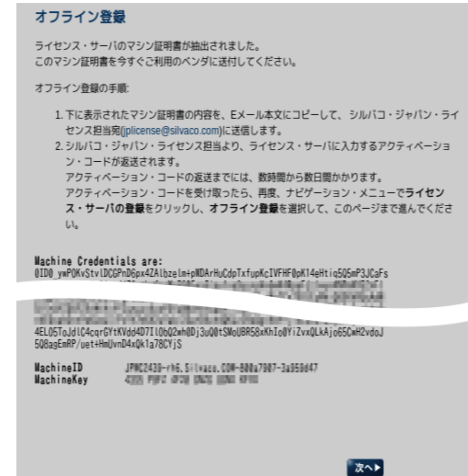 オフライン登録
ライセンス・サーバのマシン証明書が抽出されました。
このマシン証明書を今すぐご利用のベンダに送付してください。
オフライン登録の手順:
1. 下に表示されたマシン証明書の内容を、Eメール本文にコピーして、 シルバコ・ジャパン・ライ
センス担当宛(jplicense@silvaco.com)に送信します。
2. シルバコ・ジャパン・ライセンス担当より、ライセンス・サーバに入力するアクティベーショ
ン・コードが返送されます。
アクティベーション・コードの返送までには、数時間から数日間かかります。
アクティベーション・コードを受け取ったら、再度、ナビゲーション・メニューでライセン
ス・サーバの登録をクリックし、オフライン登録を選択して、このページまで進んでくださ
い。
Machine Credentials are:
0ID0_ywPOKvStvlDCGPnD6px4ZAlbzelm+pWDArHuCdpTxfupKcIVFHF0pK14eHtiq5Q5mP3JCaFs
4ELO5ToJdlC4cqrGYtKVdd4D7Il0bQ2wh0Dj3uQ0tSWoUBR58xKhIo0YiZvxQLkAjo65CmH2vdoJ
5Q8agEmRP/uet+HmUvnD4xQk1a78CYjS
MachineID JPWC2439-rh6.Silvaco.COM-800a7907-3a959d47
MachineKey
次へ